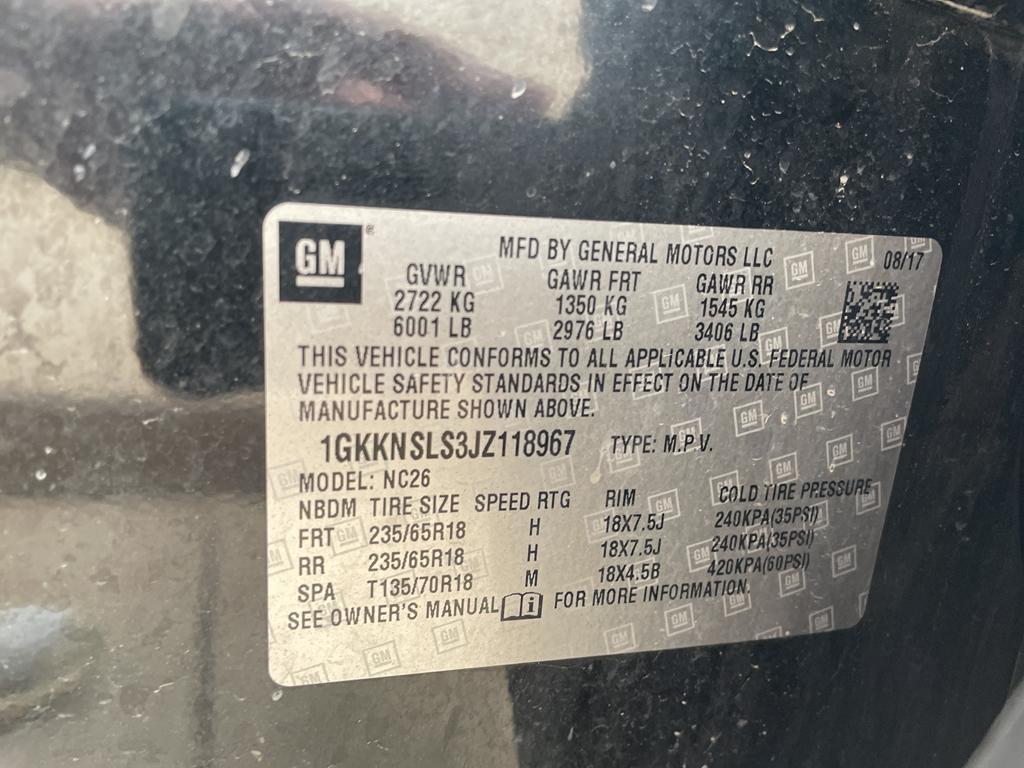 GM
MFD BY GENERAL MOTORS LLC 08/17
GVWR GAWR FRT GAWR RR
2722 KG 1350 KG 1545 KG
6001 LB 2976 LB 3406 LB
THIS VEHICLE CONFORMS TO ALL APPLICABLE U.S. FEDERAL MOTOR
VEHICLE SAFETY STANDARDS IN EFFECT ON THE DATE OF
MANUFACTURE SHOWN ABOVE.
1GKKNSLS3JZ118967 TYPE: M.P.V.
MODEL: NC26
NBDM TIRE SIZE SPEED RTG RIM COLD TIRE PRESSURE
FRT 235/65R18 H 18X7.5J 240KPA(35PSI)
RR 235/65R18 H 18X7.5J 240KPA(35PSI)
SPA T135/70R18 M 18X4.5B 420KPA(60PSI)
SEE OWNER'S MANUAL FOR MORE INFORMATION.